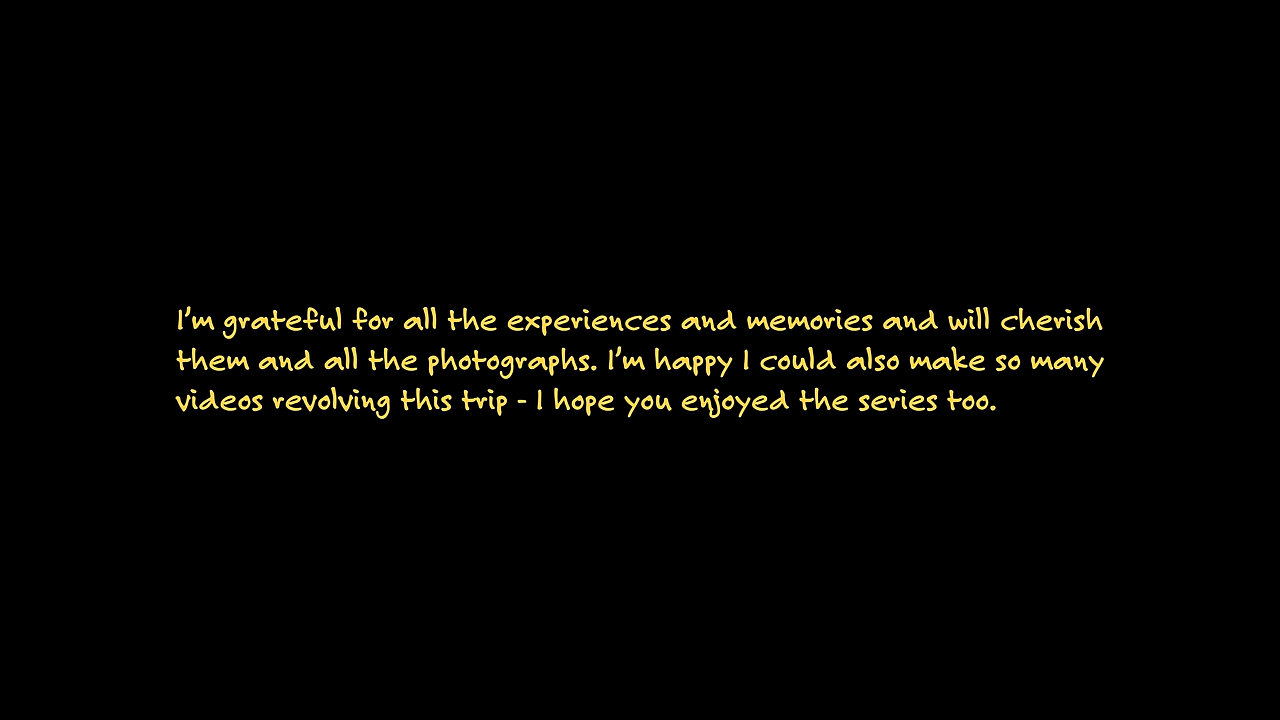 I'm grateful for all the experiences and memories and will cherish
them and all the photographs. I'm happy I could also make so many
videos revolving this trip - I hope you enjoyed the series too.